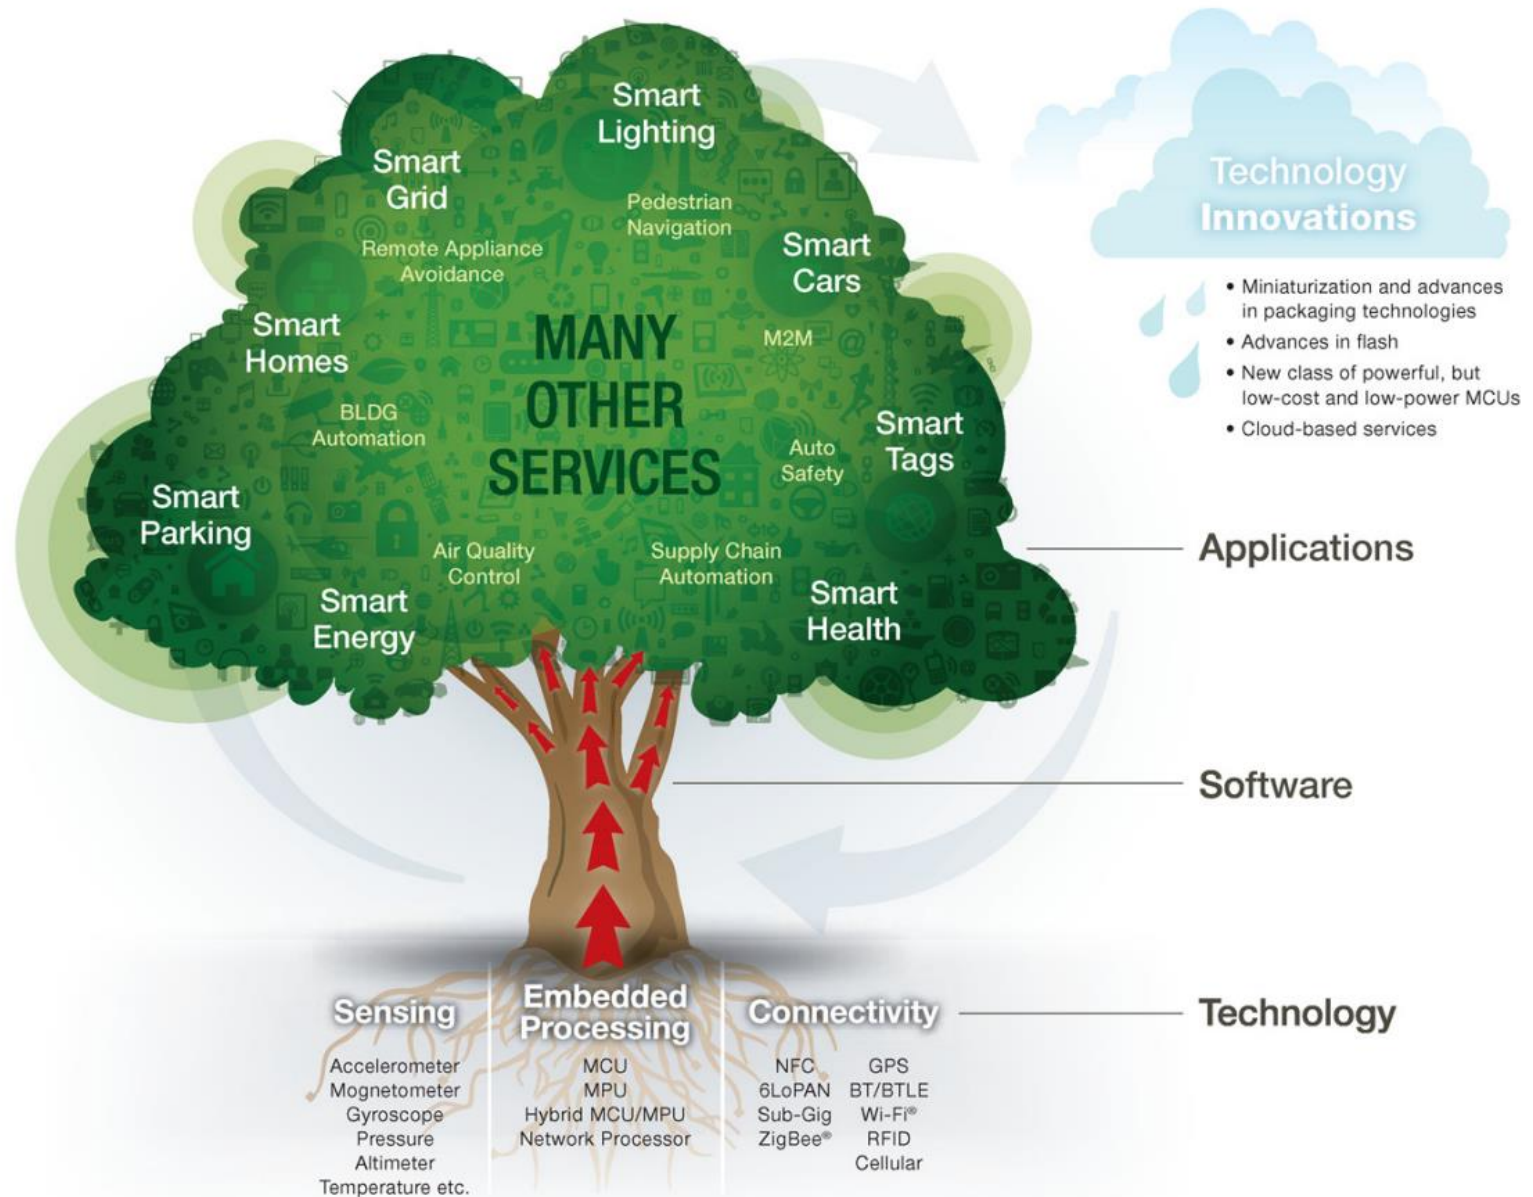 Smart
Lighting
Smart
Grid
Pedestrian
Navigation
Remote Appliance
Avoidance
Smart
Cars
Smart
Homes
MANY
OTHER
SERVICES
M2M
BLDG
Automation
Smart
Tags
Auto
Safety
Smart
Parking
Air Quality
Control
Supply Chain
Automation
Smart
Energy
Smart
Health
Technology
Innovations
• Miniaturization and advances
in packaging technologies
• Advances in flash
• New class of powerful, but
low-cost and low-power MCUs
• Cloud-based services
Applications
Software
Technology
Sensing
Accelerometer
Mognetometer
Gyroscope
Pressure
Altimeter
Temperature etc.
Embedded
Processing
MCU
MPU
Hybrid MCU/MPU
Network Processor
Connectivity
NFC GPS
6LoPAN BT/BTLE
Sub-Gig Wi-Fi®
ZigBee® RFID
Cellular